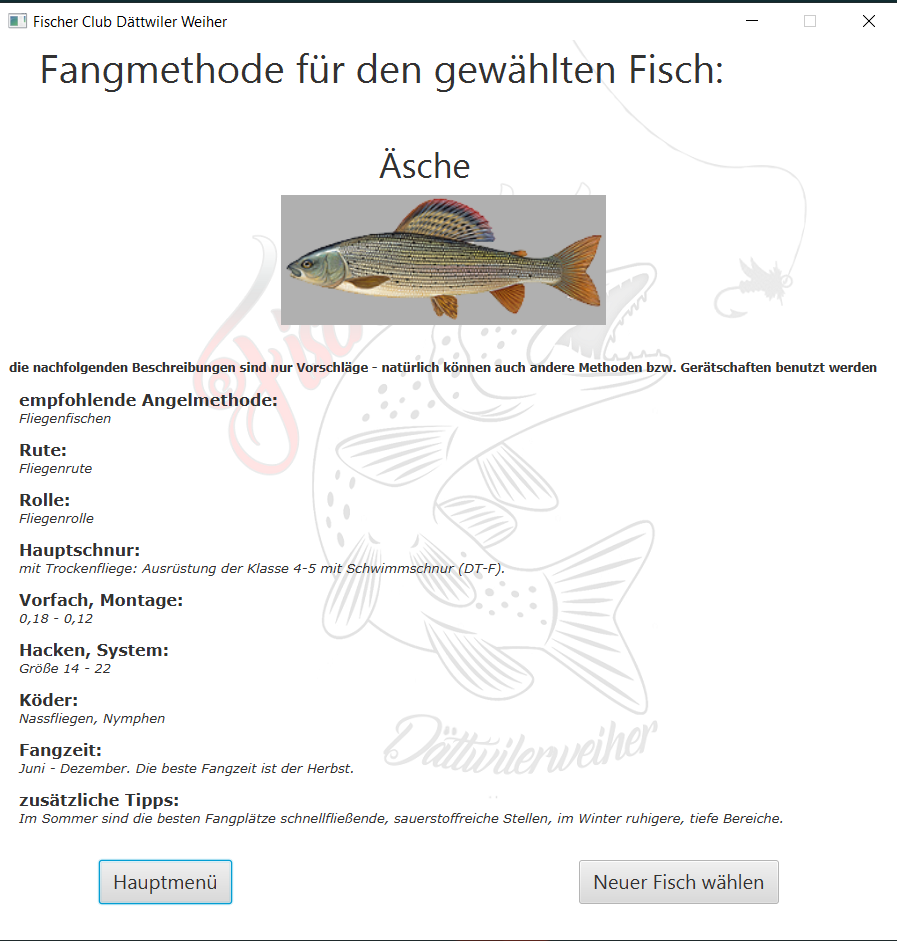 Fischer Club Dättwiler Weiher
Fangmethode für den gewählten Fisch:
Äsche
Fisc
die nachfolgenden Beschreibungen sind nur Vorschläge - natürlich können auch andere Methoden bzw. Gerätschaften benutzt werden
empfohlende Angelmethode:
Fliegenfischen
Rute:
Fliegenrute
Rolle:
Fliegenrolle
Hauptschnur:
mit Trockenfliege: Ausrüstung der Klasse 4-5 mit Schwimmschnur (DT-F).
Vorfach, Montage:
0,18 - 0,12
Hacken, System:
Größe 14 - 22
Köder:
Nassfliegen, Nymphen
Dättwilerweiher
Fangzeit:
Juni - Dezember. Die beste Fangzeit ist der Herbst.
zusätzliche Tipps:
Im Sommer sind die besten Fangplätze schnellfließende, sauerstoffreiche Stellen, im Winter ruhigere, tiefe Bereiche.
Hauptmenü
Neuer Fisch wählen